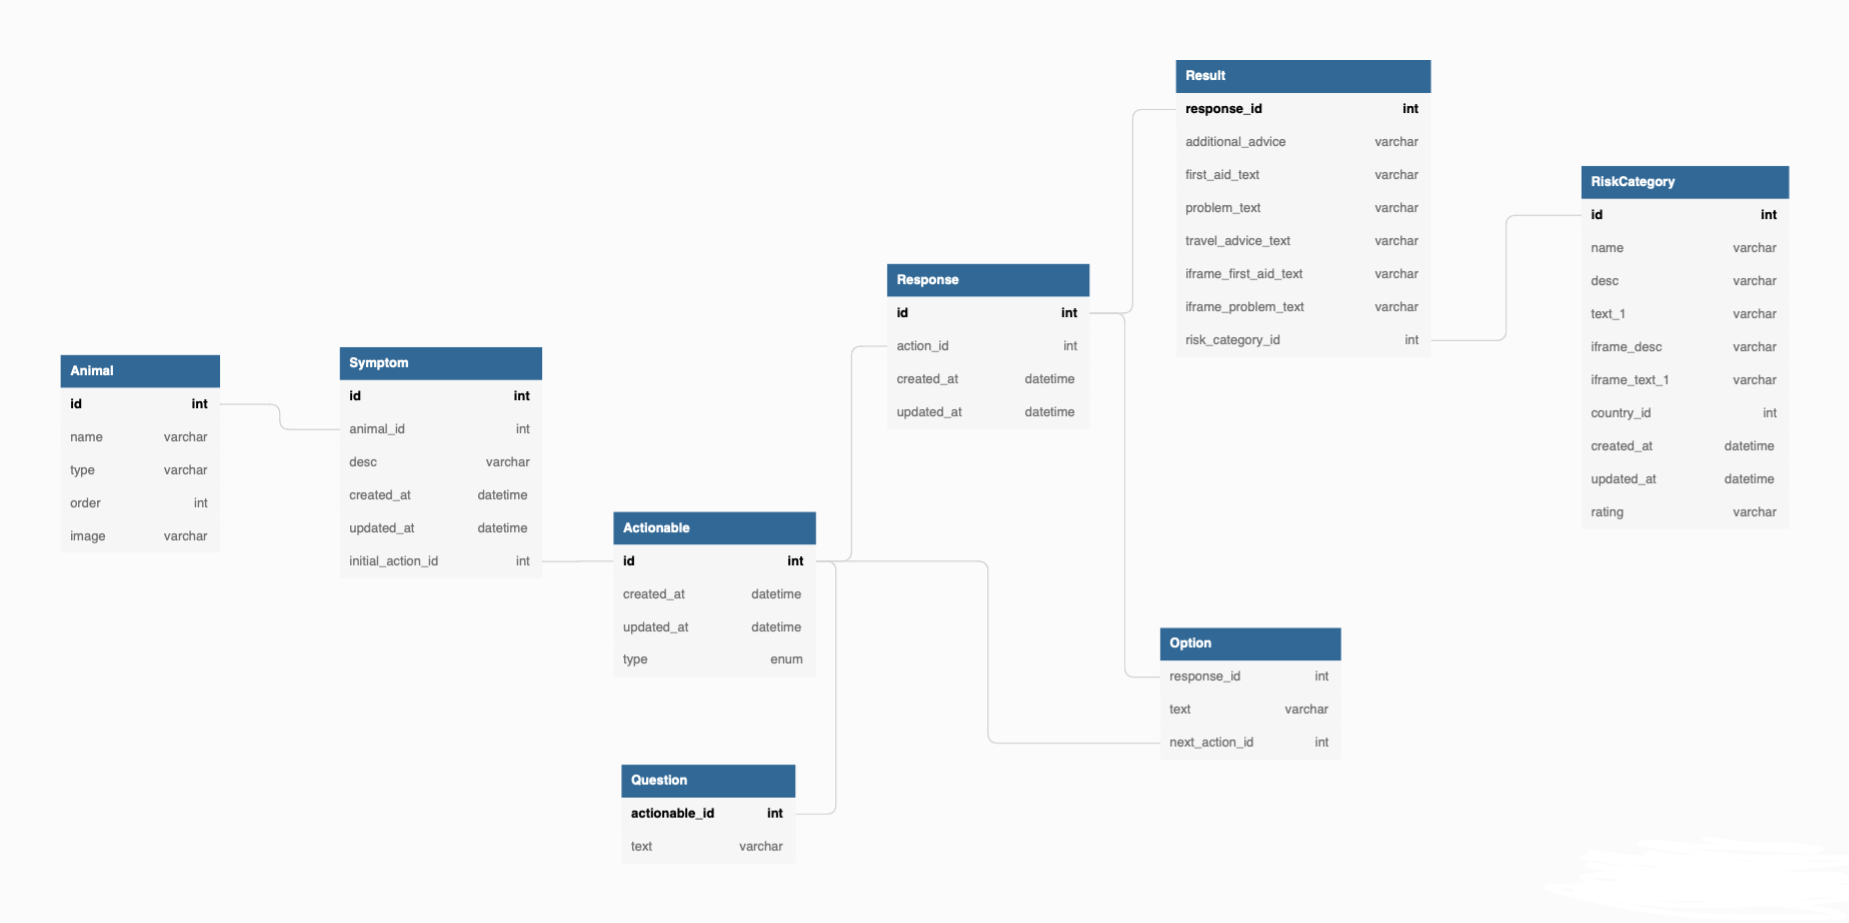 Animal
id int
name varchar
type varchar
order int
image varchar
Symptom
id int
animal_id int
desc varchar
created_at datetime
updated_at datetime
initial_action_id int
Actionable
id int
created_at datetime
updated_at datetime
type enum
Question
actionable_id int
text varchar
Response
id int
action_id int
created_at datetime
updated_at datetime
Result
response_id int
additional_advice varchar
first_aid_text varchar
problem_text varchar
travel_advice_text varchar
iframe_first_aid_text varchar
iframe_problem_text varchar
risk_category_id int
Option
response_id int
text varchar
next_action_id int
RiskCategory
id int
name varchar
desc varchar
text_1 varchar
iframe_desc varchar
iframe_text_1 varchar
country_id int
created_at datetime
updated_at datetime
rating varchar